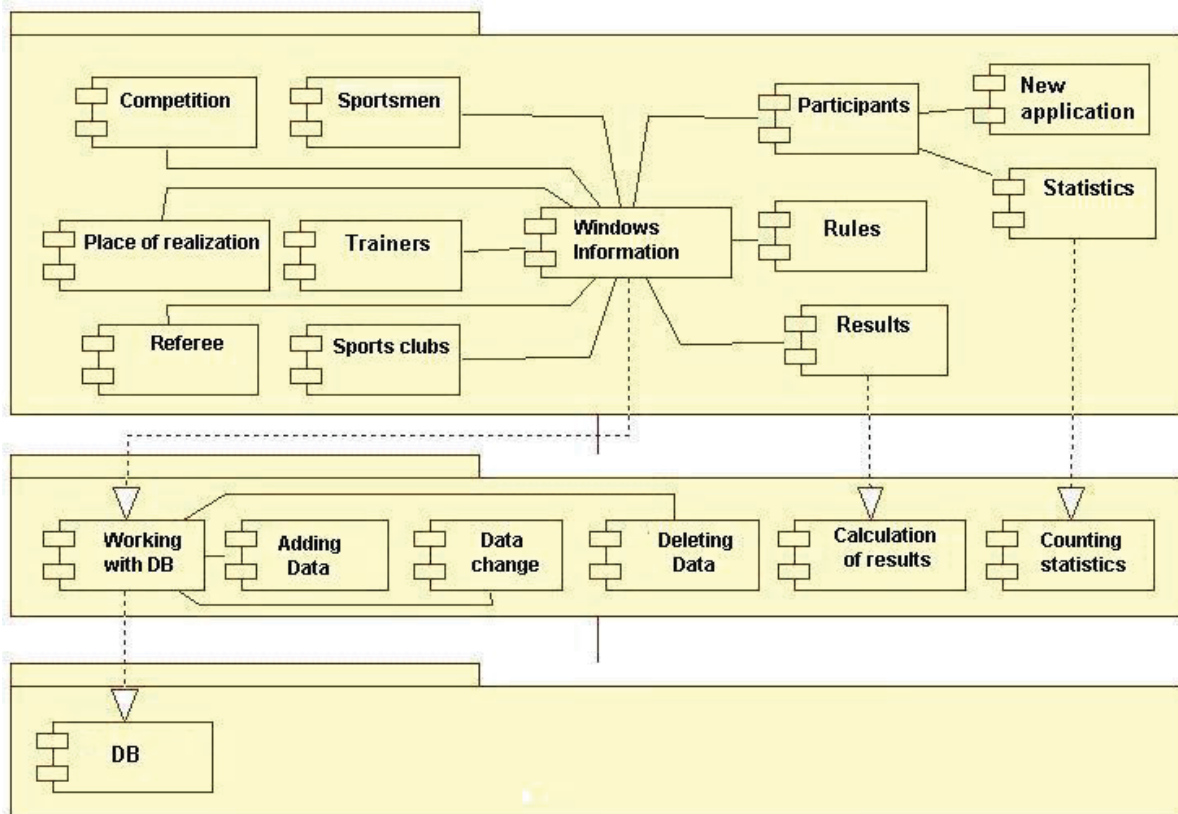 Competition
Sportsmen
Participants
New
application
Place of realization
Trainers
Windows
Information
Rules
Statistics
Referee
Sports clubs
Results
Working
with DB
Adding
Data
Data
change
Deleting
Data
Calculation
of results
Counting
statistics
DB